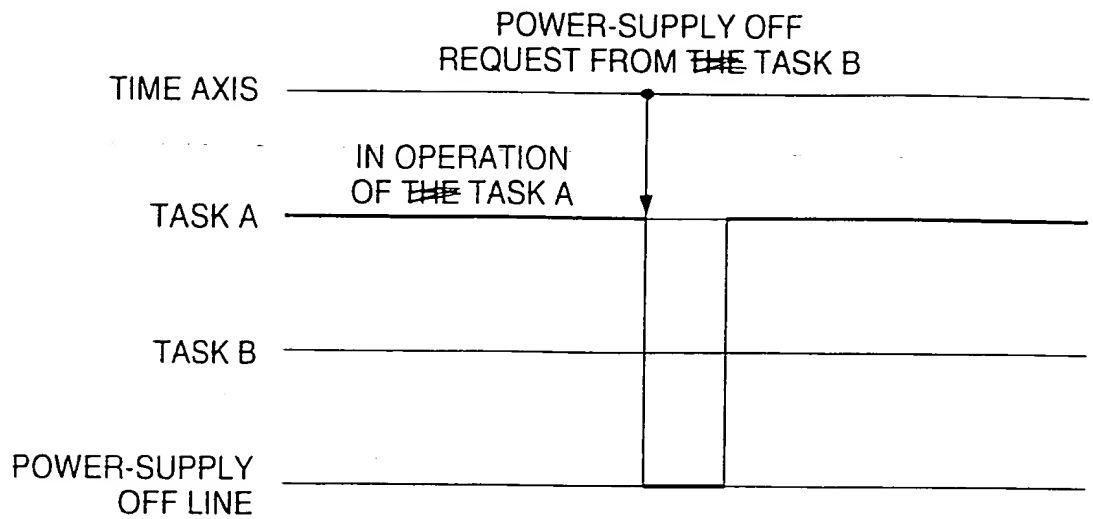 POWER-SUPPLY OFF
REQUEST FROM THE TASK B
TIME AXIS
IN OPERATION
OF THE TASK A
TASK A
TASK B
POWER-SUPPLY
OFF LINE